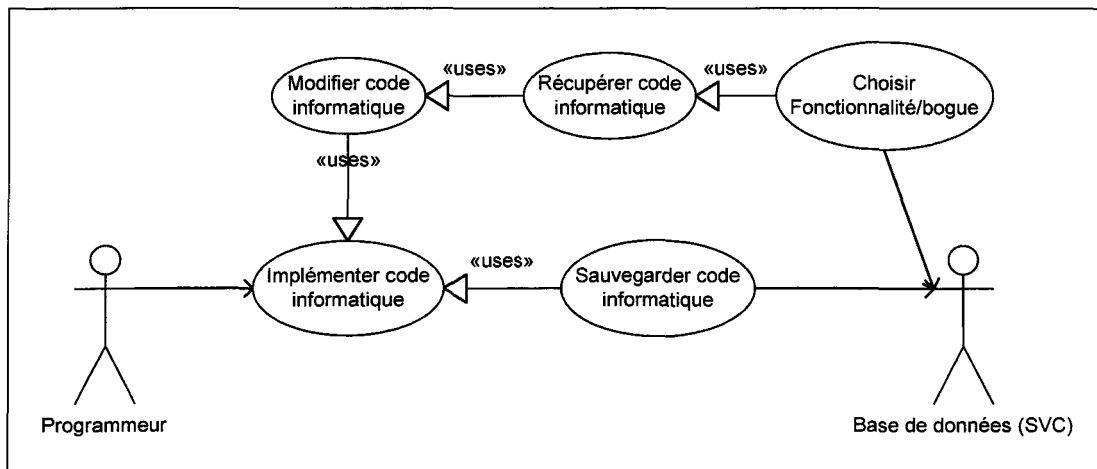 Modifier code
informatique
«uses»
Récupérer code
informatique
«uses»
Choisir
Fonctionnalité/bogue
«uses»
Implémenter code
informatique
«uses»
Sauvegarder code
informatique
Programmeur
Base de données (SVC)